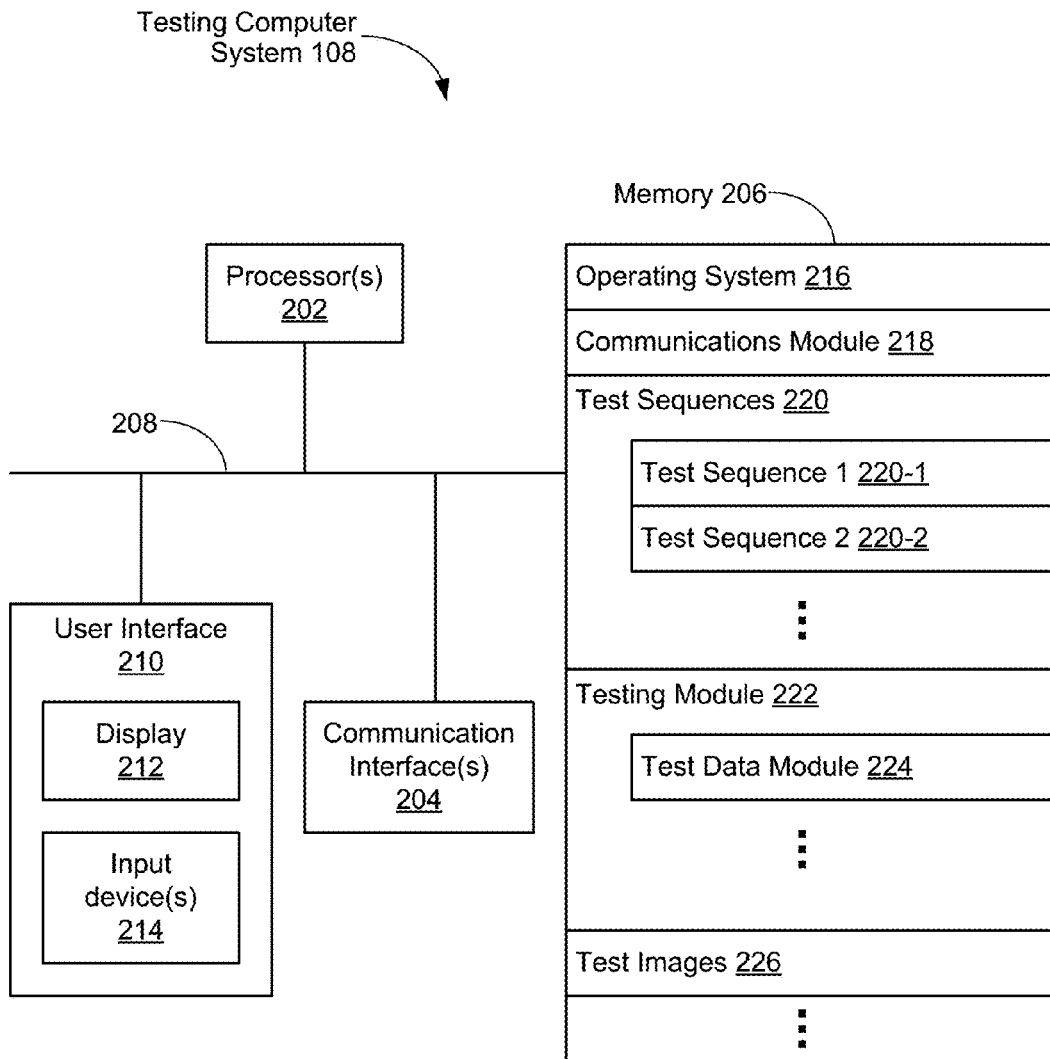 Testing Computer
System 108
Memory 206
Processor(s)
202
Operating System 216
Communications Module 218
Test Sequences 220
208
Test Sequence 1 220-1
Test Sequence 2 220-2
User Interface
210
Display
212
Input
device(s)
214
Communication
Interface(s)
204
Testing Module 222
Test Data Module 224
Test Images 226